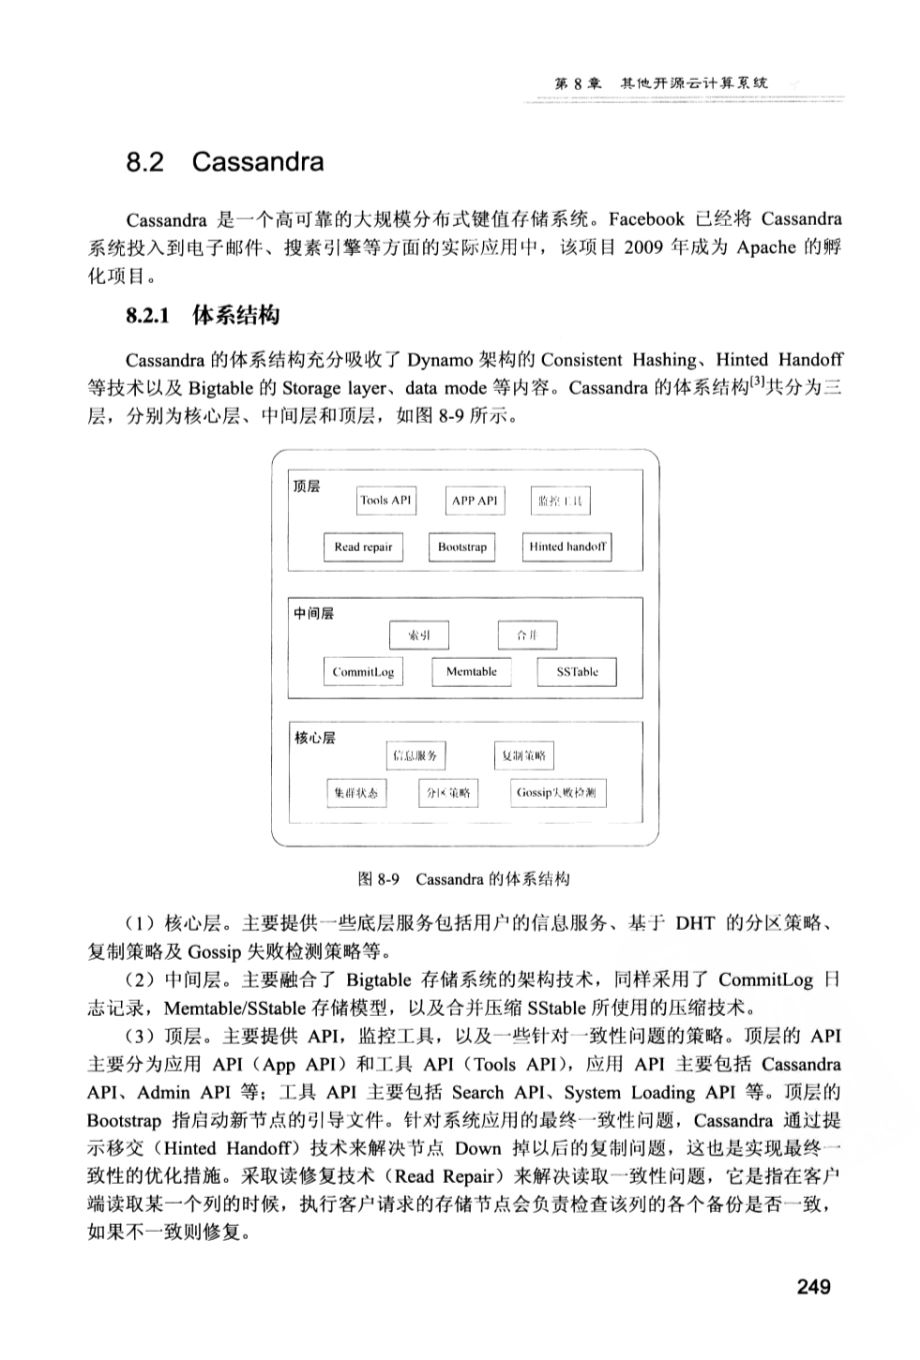 第 8 章 其他开源云计算系统
8.2 Cassandra
Cassandra 是一个高可靠的大规模分布式键值存储系统。Facebook 已经将 Cassandra
系统投入到电子邮件、搜素引擎等方面的实际应用中，该项目 2009 年成为 Apache 的孵
化项目。
8.2.1 体系结构
Cassandra 的体系结构充分吸收了 Dynamo 架构的 Consistent Hashing、Hinted Handoff
等技术以及 Bigtable 的 Storage layer、data mode 等内容。Cassandra 的体系结构[3]共分为三
层，分别为核心层、中间层和顶层，如图 8-9 所示。
顶层
Tools API APP API 监控工具
Read repair Bootstrap Hinted handoff
中间层
索引 合并
CommitLog Memtable SSTable
核心层
信息服务 复制策略
集群状态 分区策略 Gossip失败检测
图 8-9 Cassandra 的体系结构
（1）核心层。主要提供一些底层服务包括用户的信息服务、基于 DHT 的分区策略、
复制策略及 Gossip 失败检测策略等。
（2）中间层。主要融合了 Bigtable 存储系统的架构技术，同样采用了 CommitLog 日
志记录，Memtable/SStable 存储模型，以及合并压缩 SStable 所使用的压缩技术。
（3）顶层。主要提供 API，监控工具，以及一些针对一致性问题的策略。顶层的 API
主要分为应用 API（App API）和工具 API（Tools API），应用 API 主要包括 Cassandra
API、Admin API 等；工具 API 主要包括 Search API、System Loading API 等。顶层的
Bootstrap 指启动新节点的引导文件。针对系统应用的最终一致性问题，Cassandra 通过提
示移交（Hinted Handoff）技术来解决节点 Down 掉以后的复制问题，这也是实现最终一
致性的优化措施。采取读修复技术（Read Repair）来解决读取一致性问题，它是指在客户
端读取某一个列的时候，执行客户请求的存储节点会负责检查该列的各个备份是否一致，
如果不一致则修复。
249